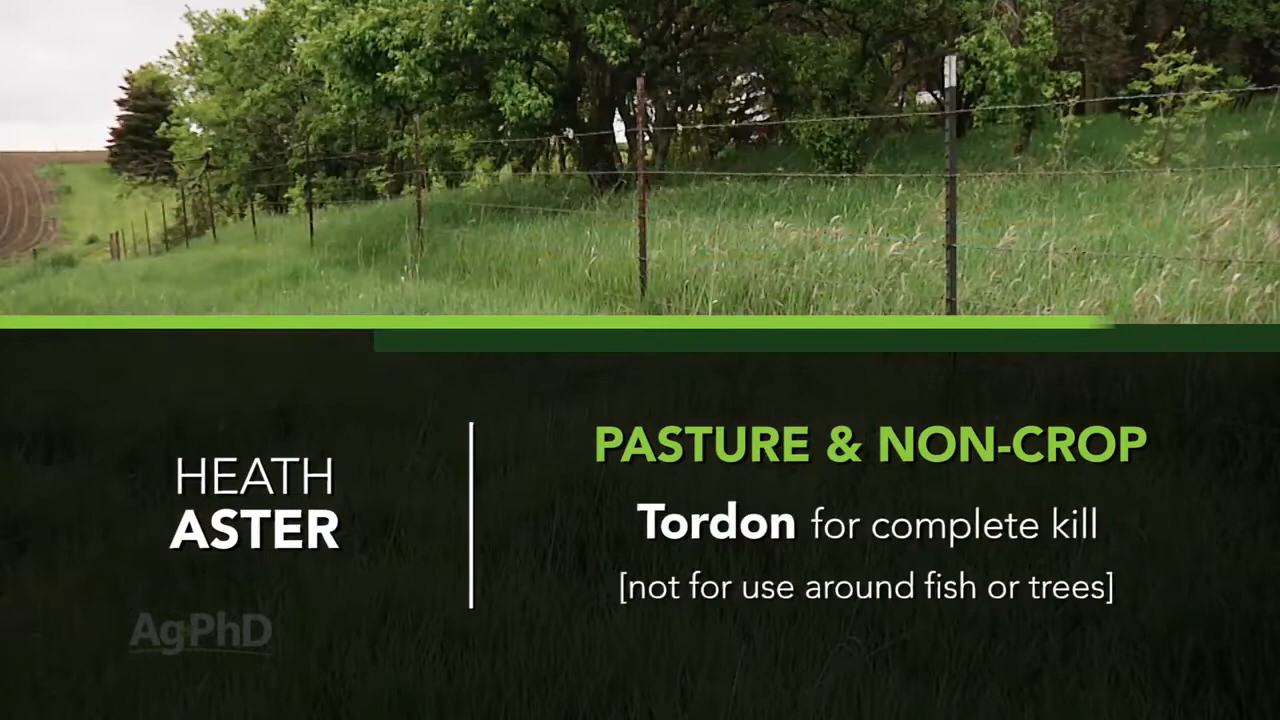 HEATH
ASTER
PASTURE & NON-CROP
Tordon for complete kill
[not for use around fish or trees]
AgPhD